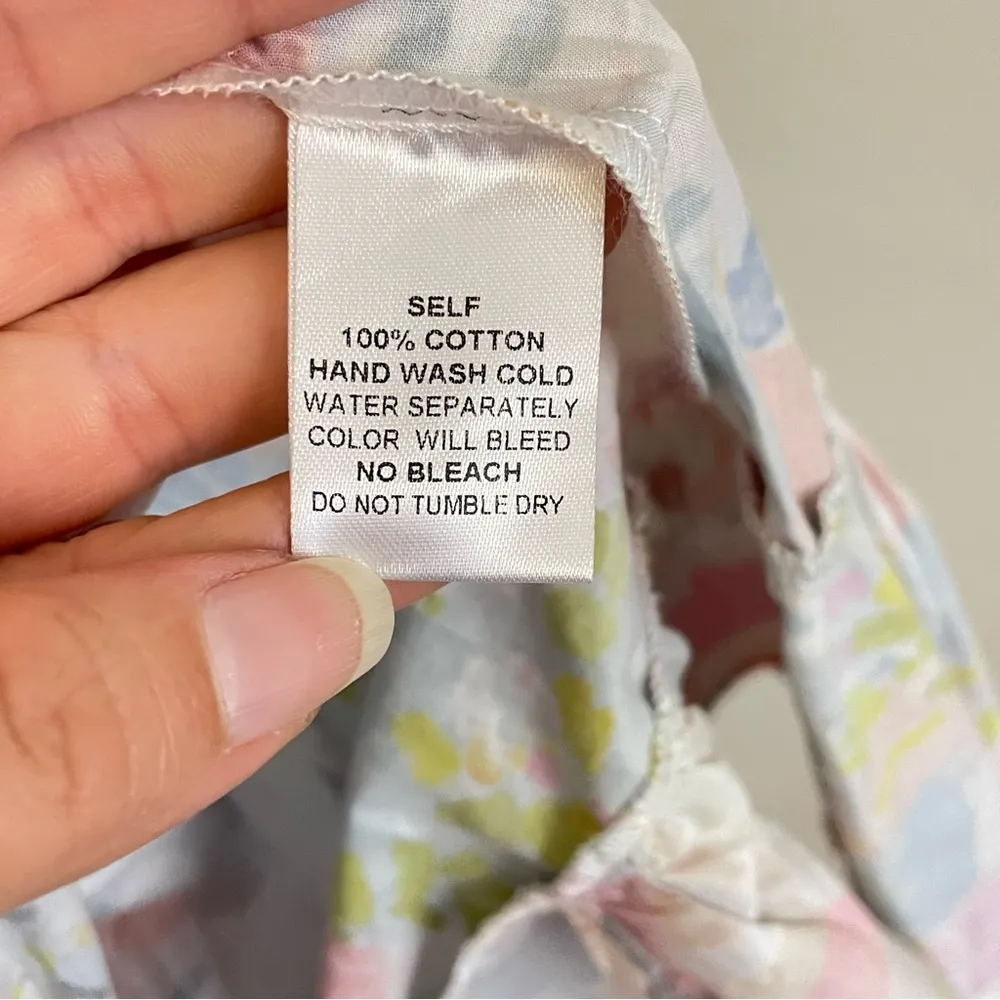 SELF
100% COTTON
HAND WASH COLD
WATER SEPARATELY
COLOR WILL BLEED
NO BLEACH
DO NOT TUMBLE DRY